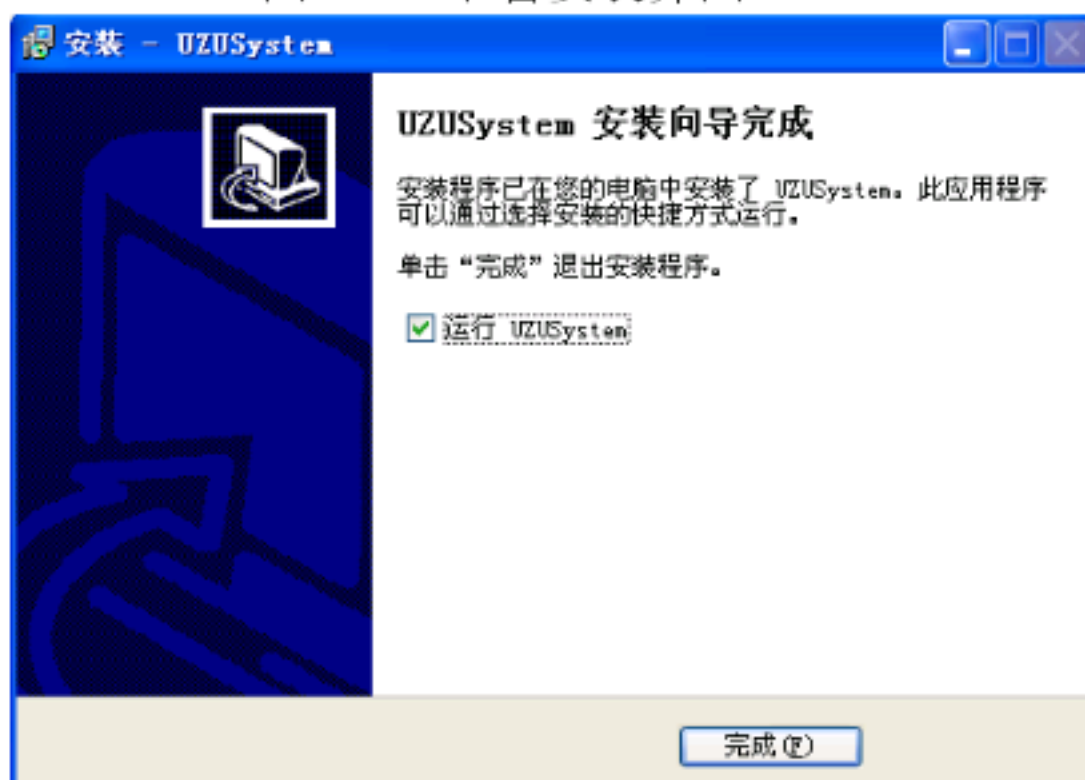 安装 - UZUSystem
UZUSystem 安装向导完成
安装程序已在您的电脑中安装了 UZUSystem。此应用程序
可以通过选择安装的快捷方式运行。
单击“完成”退出安装程序。
运行 UZUSystem
完成(F)